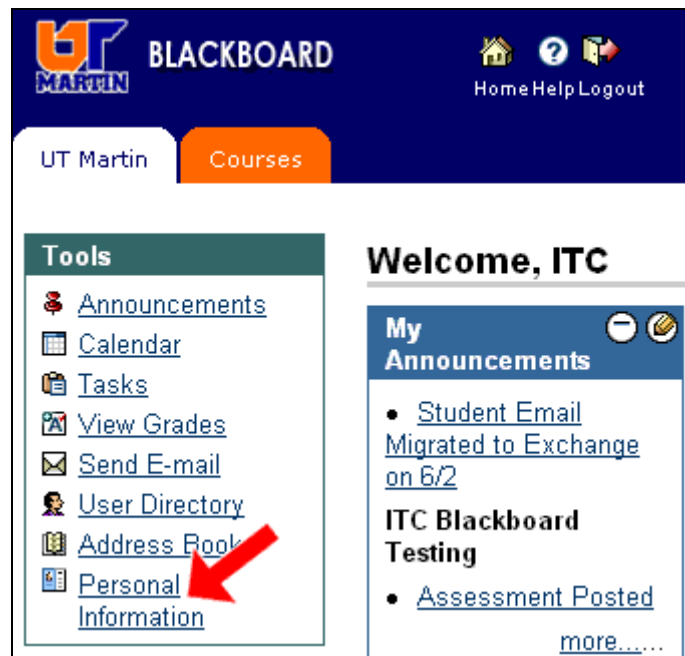 UT
MARTIN
BLACKBOARD
Home Help Logout
UT Martin
Courses
Tools
Announcements
Calendar
Tasks
View Grades
Send E-mail
User Directory
Address Book
Personal
Information
Welcome, ITC
My
Announcements
• Student Email
Migrated to Exchange
on 6/2
ITC Blackboard
Testing
• Assessment Posted
more......